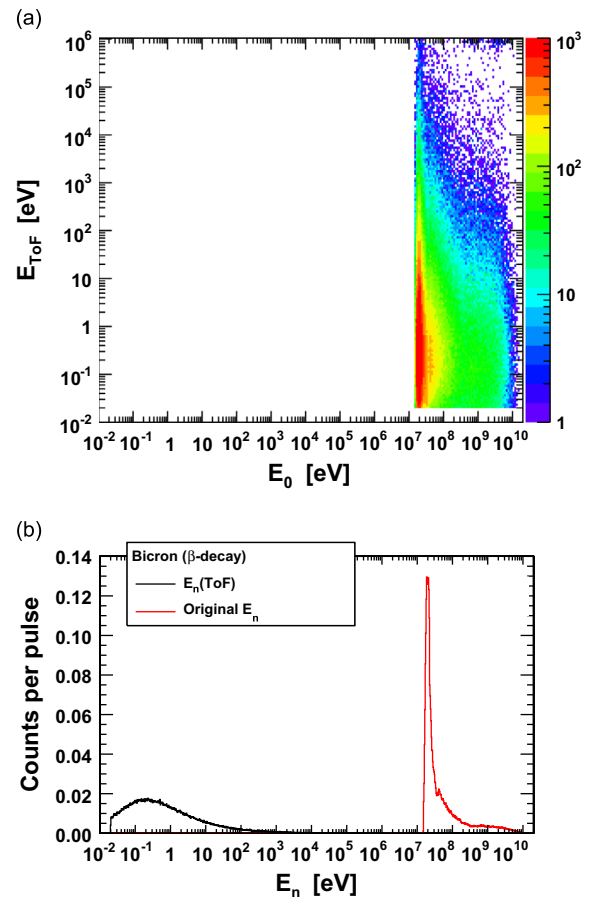 (a)
10^6
10^5
10^4
10^3
10^2
10
1
10^-1
10^-2
E_ToF [eV]
10^-2 10^-1 1 10 10^2 10^3 10^4 10^5 10^6 10^7 10^8 10^9 10^10
E_0 [eV]
10^3
10^2
10
1
(b)
0.14
0.12
0.10
0.08
0.06
0.04
0.02
0.00
Counts per pulse
Bicron (β-decay)
E_n(ToF)
Original E_n
10^-2 10^-1 1 10 10^2 10^3 10^4 10^5 10^6 10^7 10^8 10^9 10^10
E_n [eV]